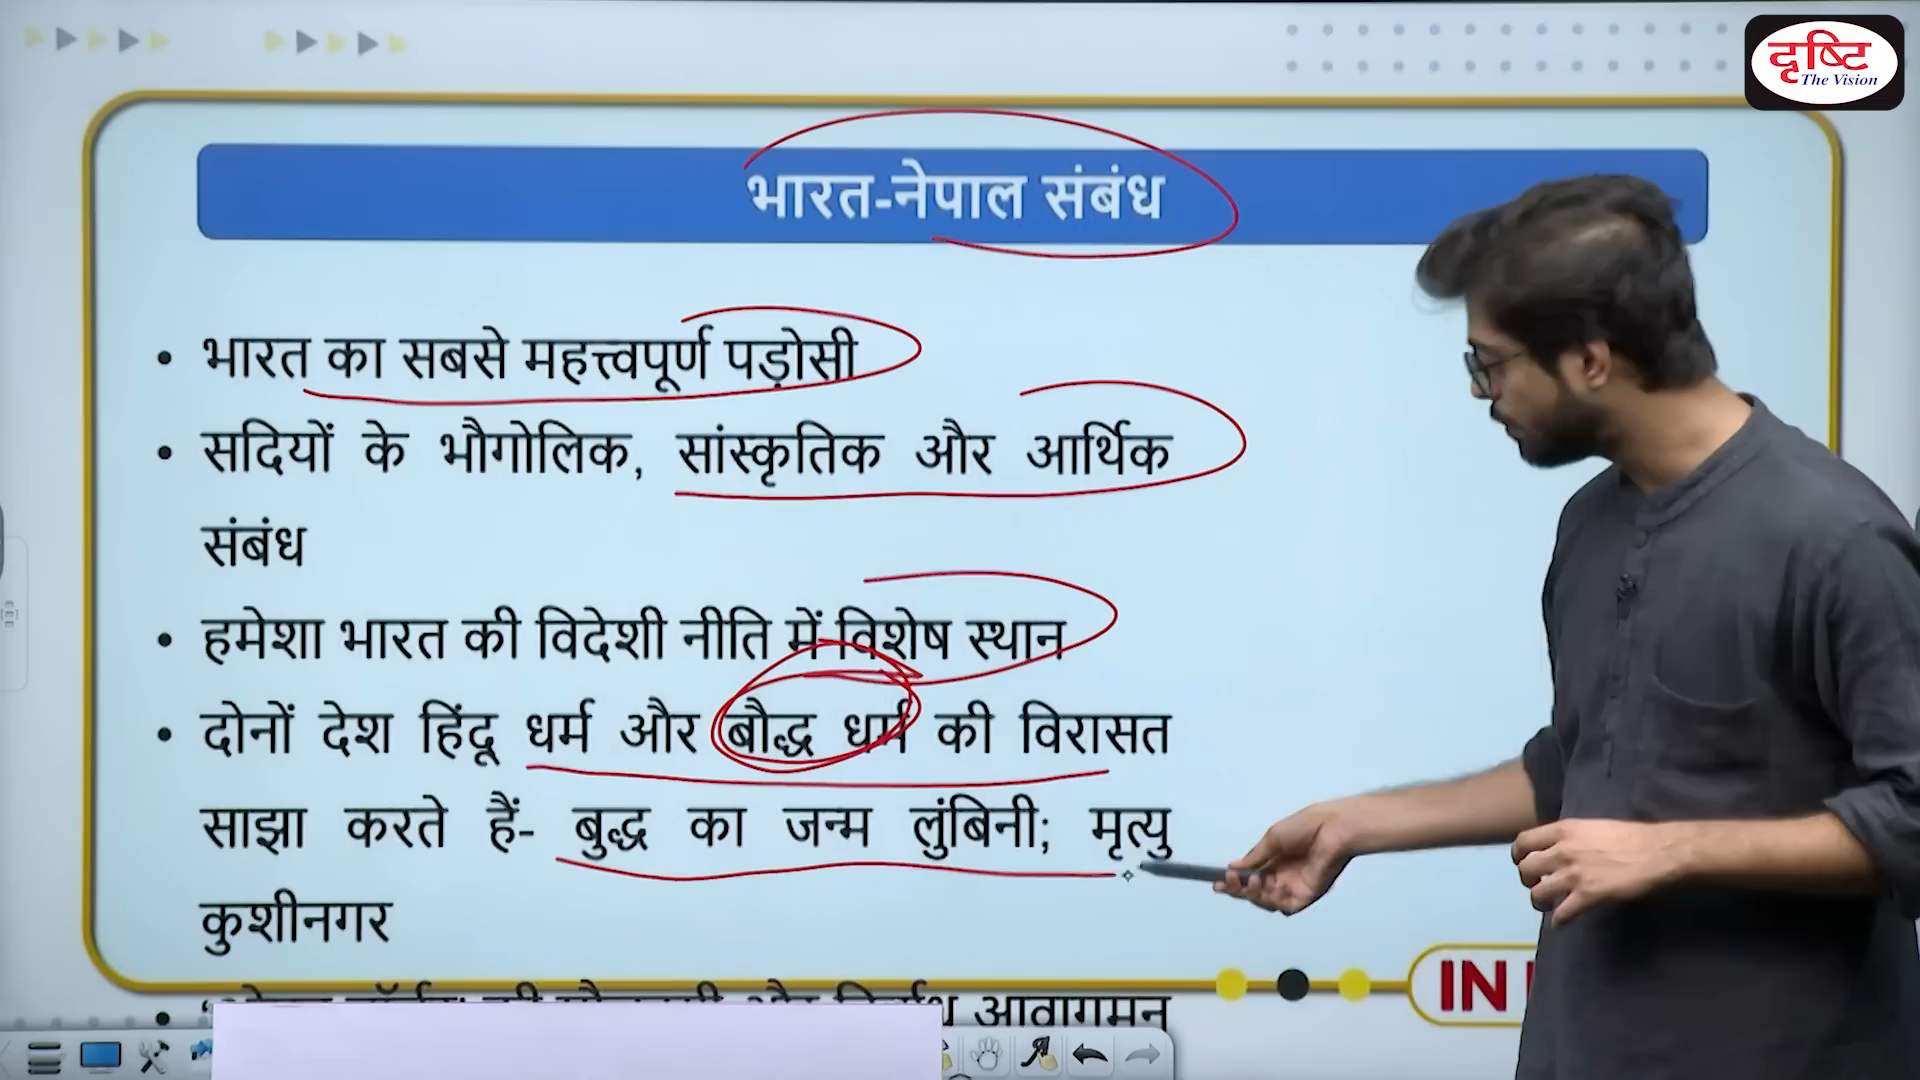 दृष्टि
The Vision
भारत-नेपाल संबंध
• भारत का सबसे महत्त्वपूर्ण पड़ोसी
• सदियों के भौगोलिक, सांस्कृतिक और आर्थिक
संबंध
• हमेशा भारत की विदेशी नीति में विशेष स्थान
• दोनों देश हिंदू धर्म और बौद्ध धर्म की विरासत
साझा करते हैं- बुद्ध का जन्म लुंबिनी; मृत्यु
कुशीनगर
और आवागमन
IN